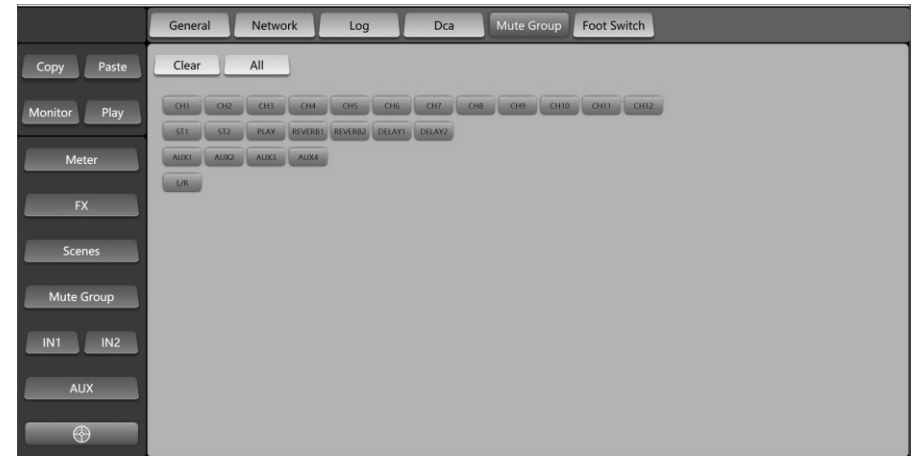 General Network Log Dca Mute Group Foot Switch
Copy Paste
Clear All
Monitor Play
CH1 CH2 CH3 CH4 CH5 CH6 CH7 CH8 CH9 CH10 CH11 CH12
ST1 ST2 PLAY REVERB1 REVERB2 DELAY1 DELAY2
AUX1 AUX2 AUX3 AUX4
L/R
Meter
FX
Scenes
Mute Group
IN1 IN2
AUX